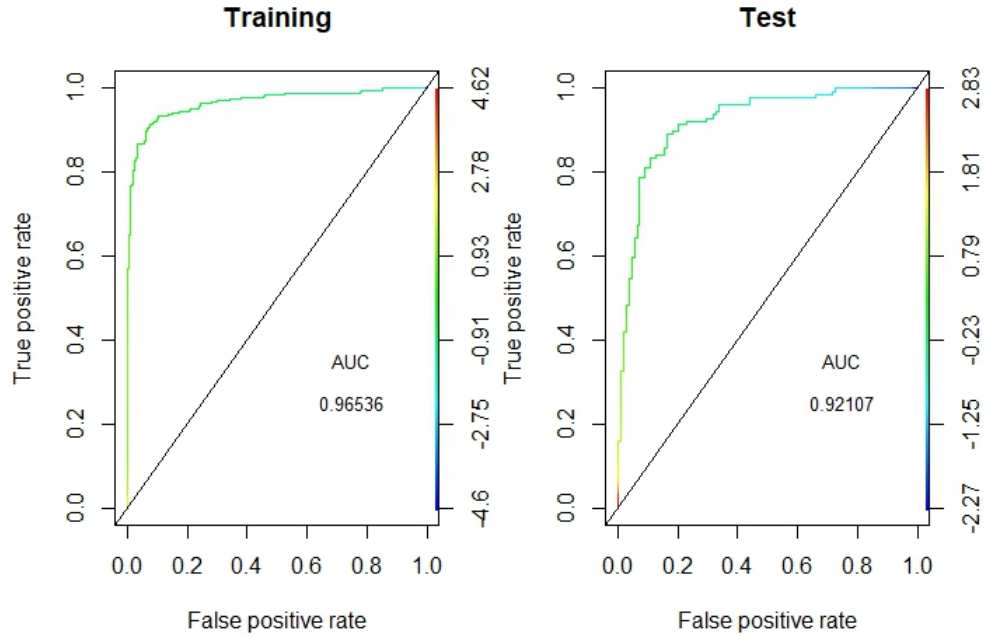 Training
True positive rate
0.0 0.2 0.4 0.6 0.8 1.0
AUC
0.96536
-4.6 -2.75 -0.91 0.93 2.78 4.62
0.0 0.2 0.4 0.6 0.8 1.0
False positive rate
Test
True positive rate
0.0 0.2 0.4 0.6 0.8 1.0
AUC
0.92107
-2.27 -1.25 -0.23 0.79 1.81 2.83
0.0 0.2 0.4 0.6 0.8 1.0
False positive rate